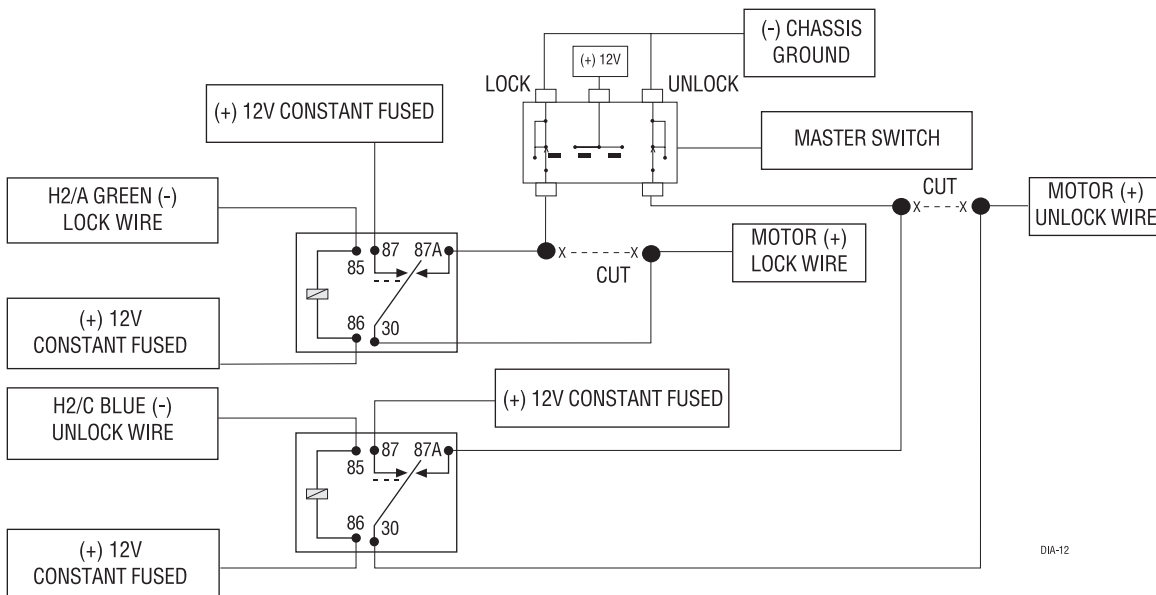 (-) CHASSIS
GROUND
(+) 12V
LOCK
UNLOCK
(+) 12V CONSTANT FUSED
MASTER SWITCH
H2/A GREEN (-)
LOCK WIRE
CUT
MOTOR (+)
UNLOCK WIRE
87
87A
85
MOTOR (+)
LOCK WIRE
CUT
86
30
(+) 12V
CONSTANT FUSED
H2/C BLUE (-)
UNLOCK WIRE
(+) 12V CONSTANT FUSED
87
87A
85
86
30
(+) 12V
CONSTANT FUSED
DIA-12